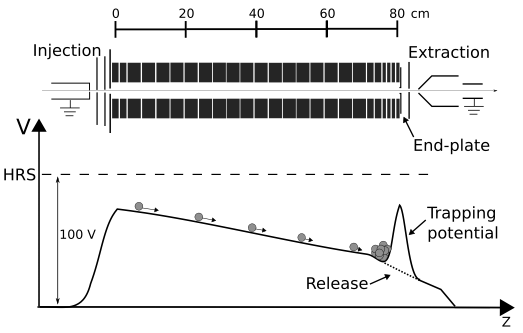 0 20 40 60 80 cm
Injection
Extraction
End-plate
V
HRS
100 V
Trapping
potential
Release
z